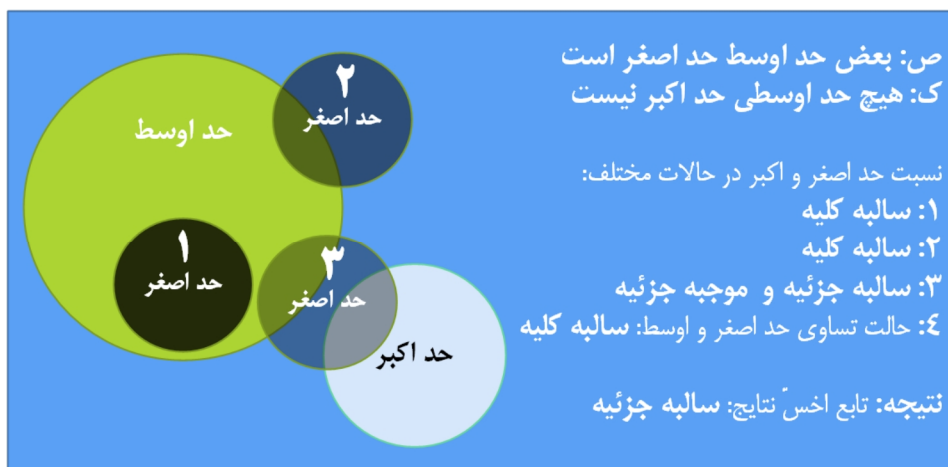 ص: بعض حد اوسط حد اصغر است
ک: هیچ حد اوسطی حد اکبر نیست
نسبت حد اصغر و اکبر در حالات مختلف:
۱: سالبه کلیه
۲: سالبه کلیه
۳: سالبه جزئیه و موجبه جزئیه
٤: حالت تساوی حد اصغر و اوسط: سالبه کلیه
نتیجه: تابع اخسّ نتایج: سالبه جزئیه
۲
حد اصغر
حد اوسط
۱
حد اصغر
۳
حد اصغر
حد اکبر